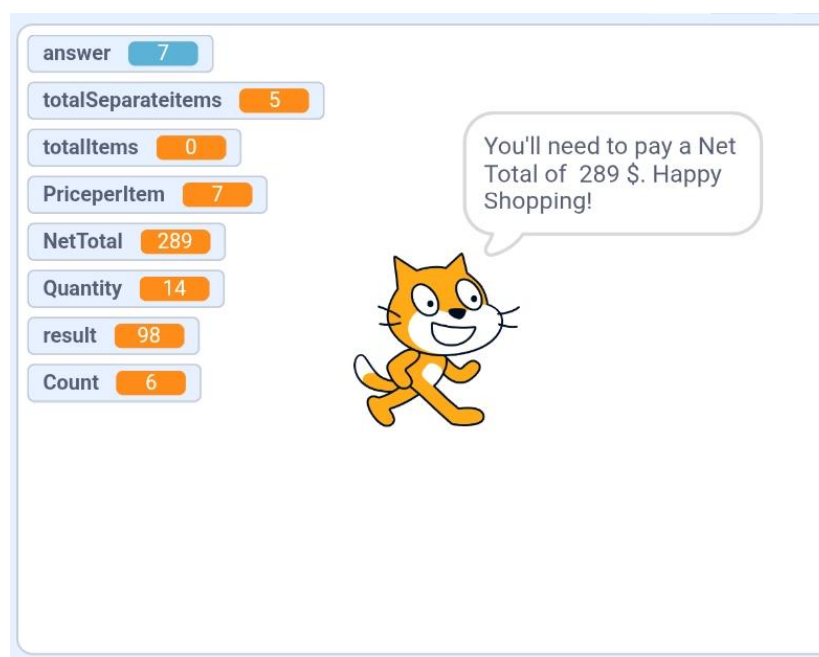 answer 7
totalSeparateitems 5
totalItems 0
PriceperItem 7
NetTotal 289
Quantity 14
result 98
Count 6
You'll need to pay a Net
Total of  289 $. Happy
Shopping!